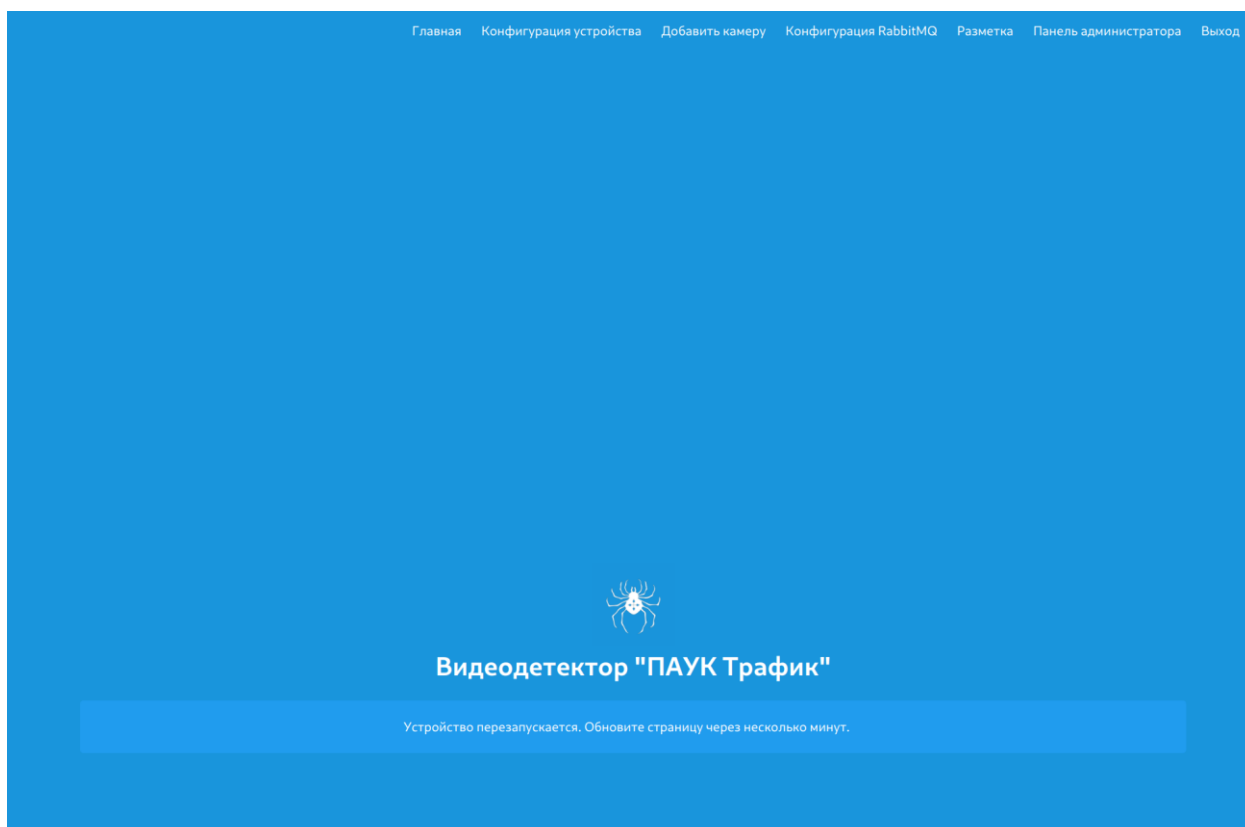 Главная Конфигурация устройства Добавить камеру Конфигурация RabbitMQ Разметка Панель администратора Выход
Видеодетектор "ПАУК Трафик"
Устройство перезапускается. Обновите страницу через несколько минут.